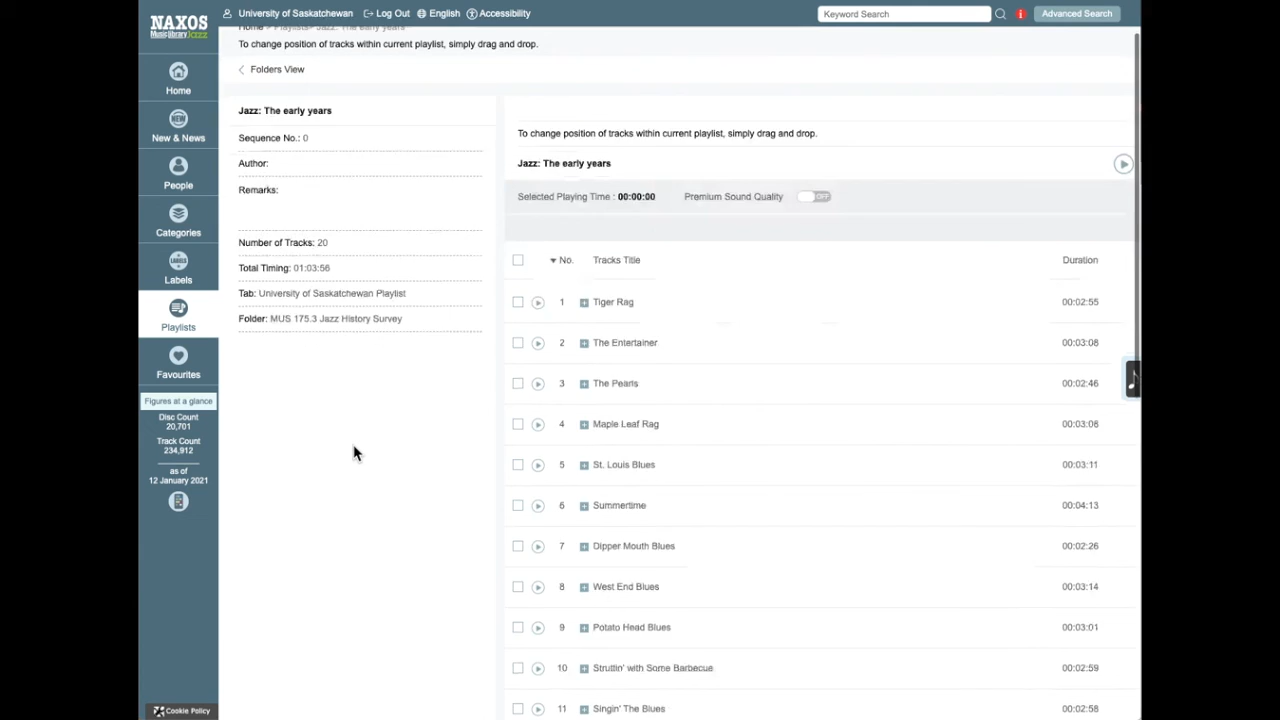 NAXOS
MusicLibrary Jazz
University of Saskatchewan
Log Out
English
Accessibility
Keyword Search
Advanced Search
Home > Playlists> Jazz: The early years
To change position of tracks within current playlist, simply drag and drop.
Folders View
Home
New & News
People
Categories
LABELS
Labels
Playlists
Favourites
Figures at a glance
Disc Count
20,701
Track Count
234,912
as of
12 January 2021
Cookie Policy
Jazz: The early years
Sequence No.: 0
Author:
Remarks:
Number of Tracks: 20
Total Timing: 01:03:56
Tab: University of Saskatchewan Playlist
Folder: MUS 175.3 Jazz History Survey
To change position of tracks within current playlist, simply drag and drop.
Jazz: The early years
Selected Playing Time : 00:00:00 Premium Sound Quality OFF
No. Tracks Title Duration
1 Tiger Rag 00:02:55
2 The Entertainer 00:03:08
3 The Pearls 00:02:46
4 Maple Leaf Rag 00:03:06
5 St. Louis Blues 00:03:11
6 Summertime 00:04:13
7 Dipper Mouth Blues 00:02:26
8 West End Blues 00:03:14
9 Potato Head Blues 00:03:01
10 Struttin' with Some Barbecue 00:02:59
11 Singin' The Blues 00:02:58